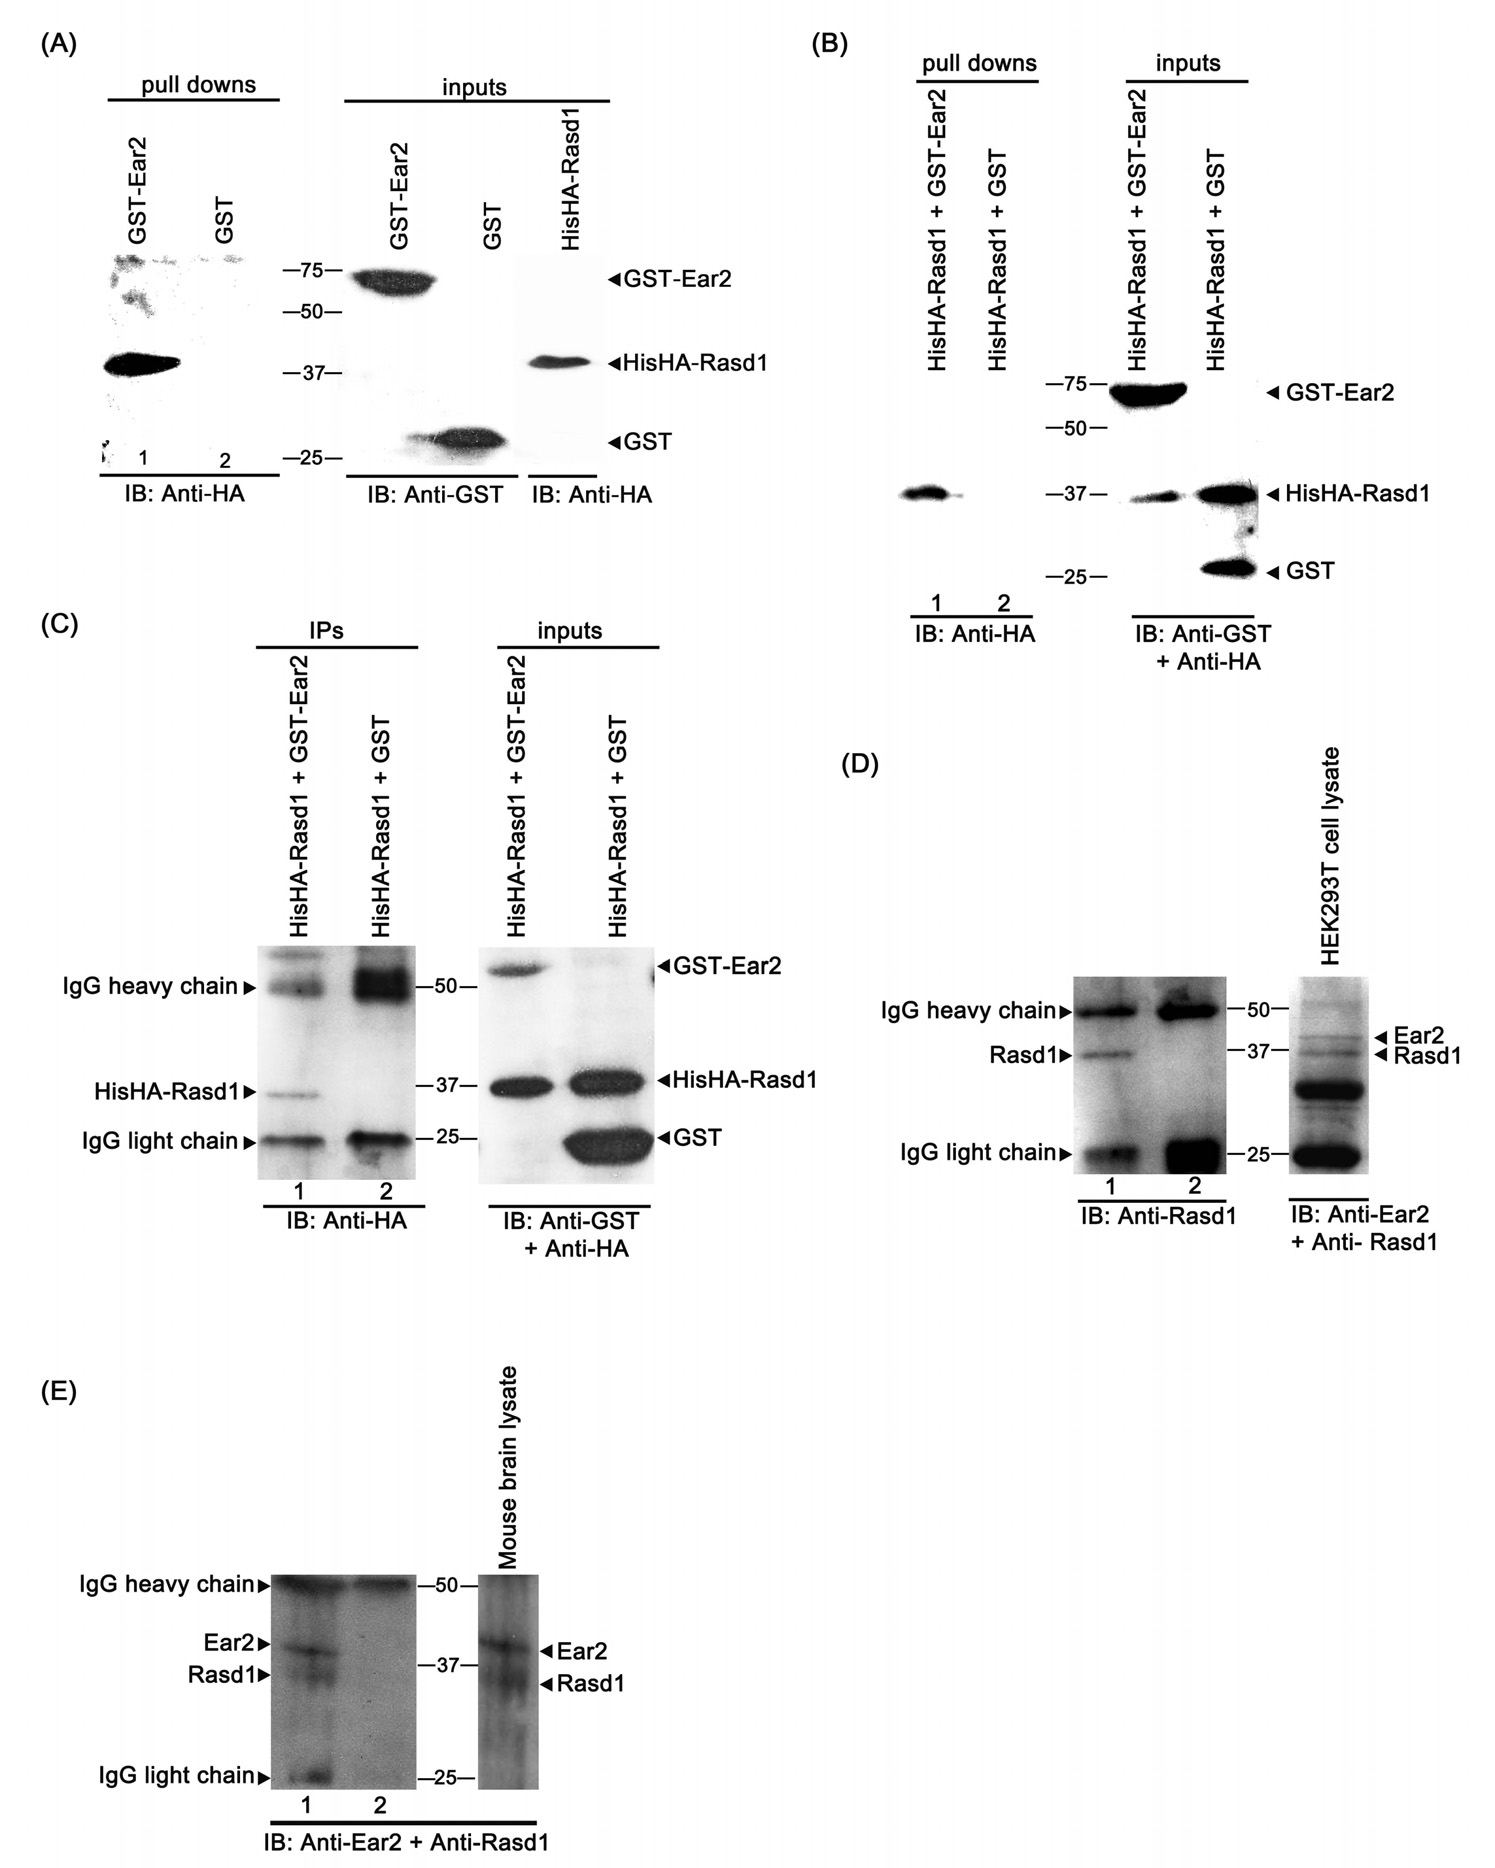 (A)
pull downs
inputs
GST-Ear2
GST
GST-Ear2
GST
HisHA-Rasd1
—75—
—50—
—37—
—25—
◄GST-Ear2
◄HisHA-Rasd1
◄GST
1 2
IB: Anti-HA
IB: Anti-GST
IB: Anti-HA
(B)
pull downs
inputs
HisHA-Rasd1 + GST-Ear2
HisHA-Rasd1 + GST
HisHA-Rasd1 + GST-Ear2
HisHA-Rasd1 + GST
—75—
—50—
—37—
—25—
◄ GST-Ear2
◄ HisHA-Rasd1
◄ GST
1 2
IB: Anti-HA
IB: Anti-GST
+ Anti-HA
(C)
IPs
inputs
HisHA-Rasd1 + GST-Ear2
HisHA-Rasd1 + GST
HisHA-Rasd1 + GST-Ear2
HisHA-Rasd1 + GST
IgG heavy chain►
HisHA-Rasd1►
IgG light chain►
—50—
—37—
—25—
◄GST-Ear2
◄HisHA-Rasd1
◄GST
1 2
IB: Anti-HA
IB: Anti-GST
+ Anti-HA
(D)
HEK293T cell lysate
IgG heavy chain►
Rasd1►
IgG light chain►
—50—
—37—
—25—
◄ Ear2
◄ Rasd1
1 2
IB: Anti-Rasd1
IB: Anti-Ear2
+ Anti- Rasd1
(E)
Mouse brain lysate
IgG heavy chain►
Ear2►
Rasd1►
IgG light chain►
—50—
—37—
—25—
◄Ear2
◄Rasd1
1 2
IB: Anti-Ear2 + Anti-Rasd1